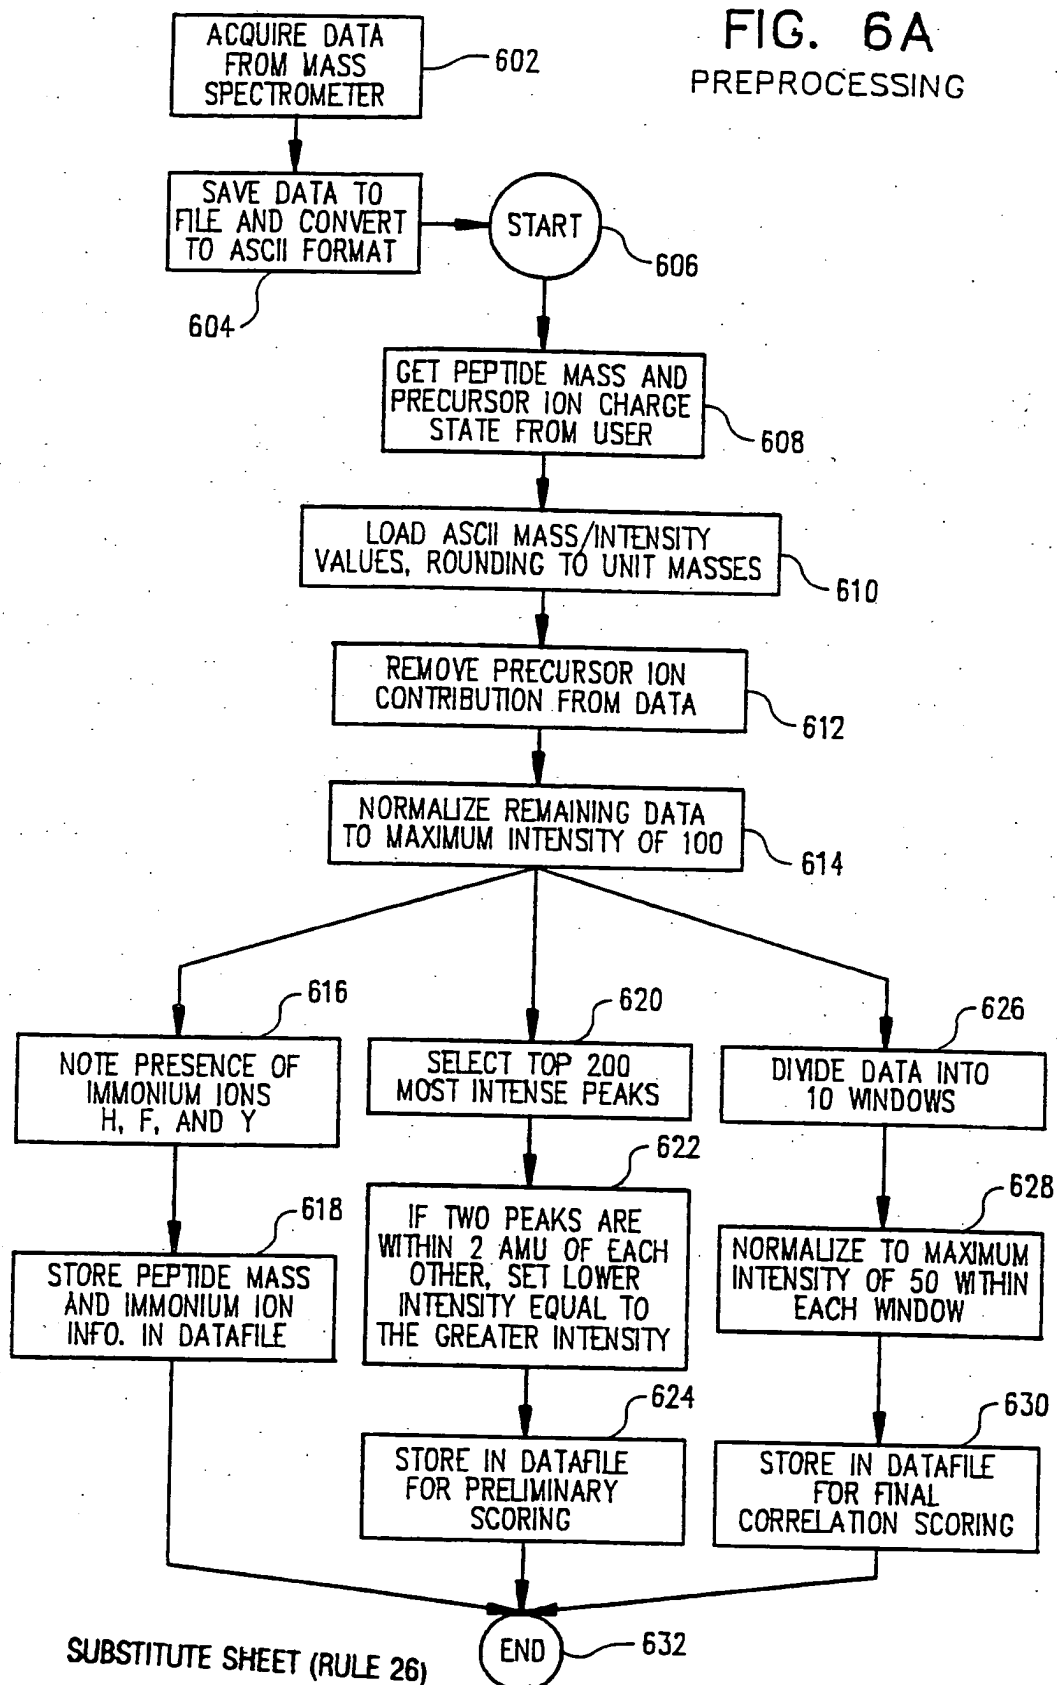 FIG. 6A
PREPROCESSING
ACQUIRE DATA
FROM MASS
SPECTROMETER
602
SAVE DATA TO
FILE AND CONVERT
TO ASCII FORMAT
604
START
606
GET PEPTIDE MASS AND
PRECURSOR ION CHARGE
STATE FROM USER
608
LOAD ASCII MASS/INTENSITY
VALUES, ROUNDING TO UNIT MASSES
610
REMOVE PRECURSOR ION
CONTRIBUTION FROM DATA
612
NORMALIZE REMAINING DATA
TO MAXIMUM INTENSITY OF 100
614
616
NOTE PRESENCE OF
IMMONIUM IONS
H, F, AND Y
618
STORE PEPTIDE MASS
AND IMMONIUM ION
INFO. IN DATAFILE
620
SELECT TOP 200
MOST INTENSE PEAKS
622
IF TWO PEAKS ARE
WITHIN 2 AMU OF EACH
OTHER, SET LOWER
INTENSITY EQUAL TO
THE GREATER INTENSITY
624
STORE IN DATAFILE
FOR PRELIMINARY
SCORING
626
DIVIDE DATA INTO
10 WINDOWS
628
NORMALIZE TO MAXIMUM
INTENSITY OF 50 WITHIN
EACH WINDOW
630
STORE IN DATAFILE
FOR FINAL
CORRELATION SCORING
END
632
SUBSTITUTE SHEET (RULE 26)